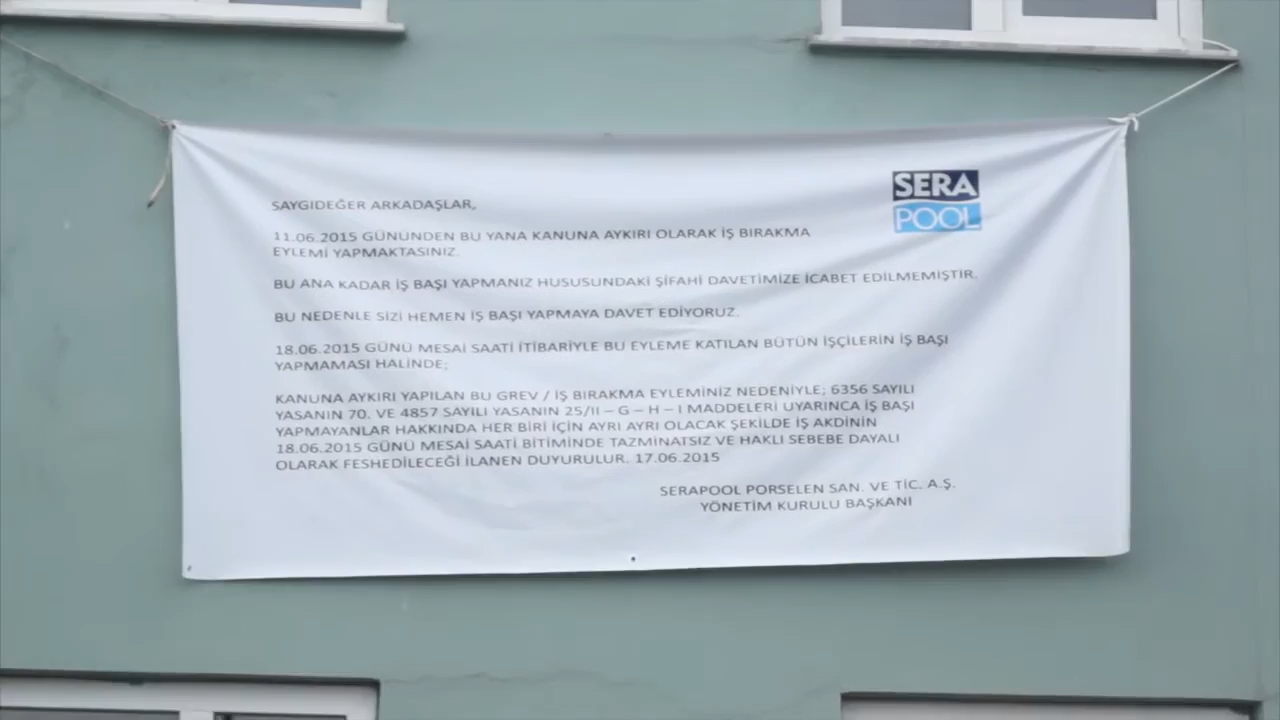 SERA
POOL
SAYGIDEĞER ARKADAŞLAR,
11.06.2015 GÜNÜNDEN BU YANA KANUNA AYKIRI OLARAK İŞ BIRAKMA
EYLEMİ YAPMAKTASINIZ.
BU ANA KADAR İŞ BAŞI YAPMANIZ HUSUSUNDAKİ ŞİFAHİ DAVETİMİZE İCABET EDİLMEMİŞTİR.
BU NEDENLE SİZİ HEMEN İŞ BAŞI YAPMAYA DAVET EDİYORUZ.
18.06.2015 GÜNÜ MESAİ SAATİ İTİBARİYLE BU EYLEME KATILAN BÜTÜN İŞÇİLERİN İŞ BAŞI
YAPMAMASI HALİNDE;
KANUNA AYKIRI YAPILAN BU GREV / İŞ BIRAKMA EYLEMİNİZ NEDENİYLE; 6356 SAYILI
YASANIN 70. VE 4857 SAYILI YASANIN 25/II – G – H – I MADDELERİ UYARINCA İŞ BAŞI
YAPMAYANLAR HAKKINDA HER BİRİ İÇİN AYRI AYRI OLACAK ŞEKİLDE İŞ AKDİNİN
18.06.2015 GÜNÜ MESAİ SAATİ BİTİMİNDE TAZMİNATSIZ VE HAKLI SEBEBE DAYALI
OLARAK FESHEDİLECEĞİ İLANEN DUYURULUR. 17.06.2015
SERAPOOL PORSELEN SAN. VE TİC. A.Ş.
YÖNETİM KURULU BAŞKANI